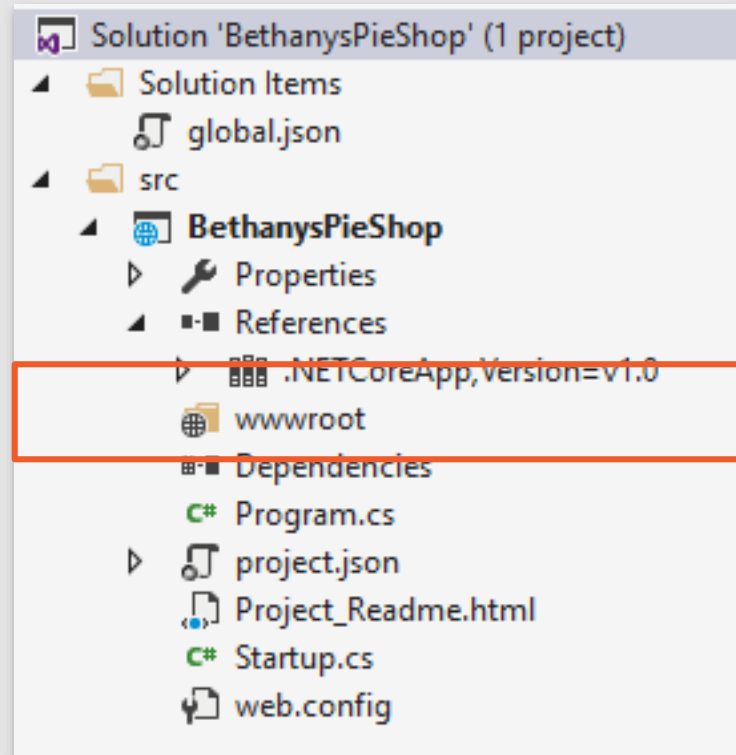 Solution 'BethanysPieShop' (1 project)
Solution Items
global.json
src
BethanysPieShop
Properties
References
.NETCoreApp,Version=v1.0
wwwroot
Dependencies
C# Program.cs
project.json
Project_Readme.html
C# Startup.cs
web.config